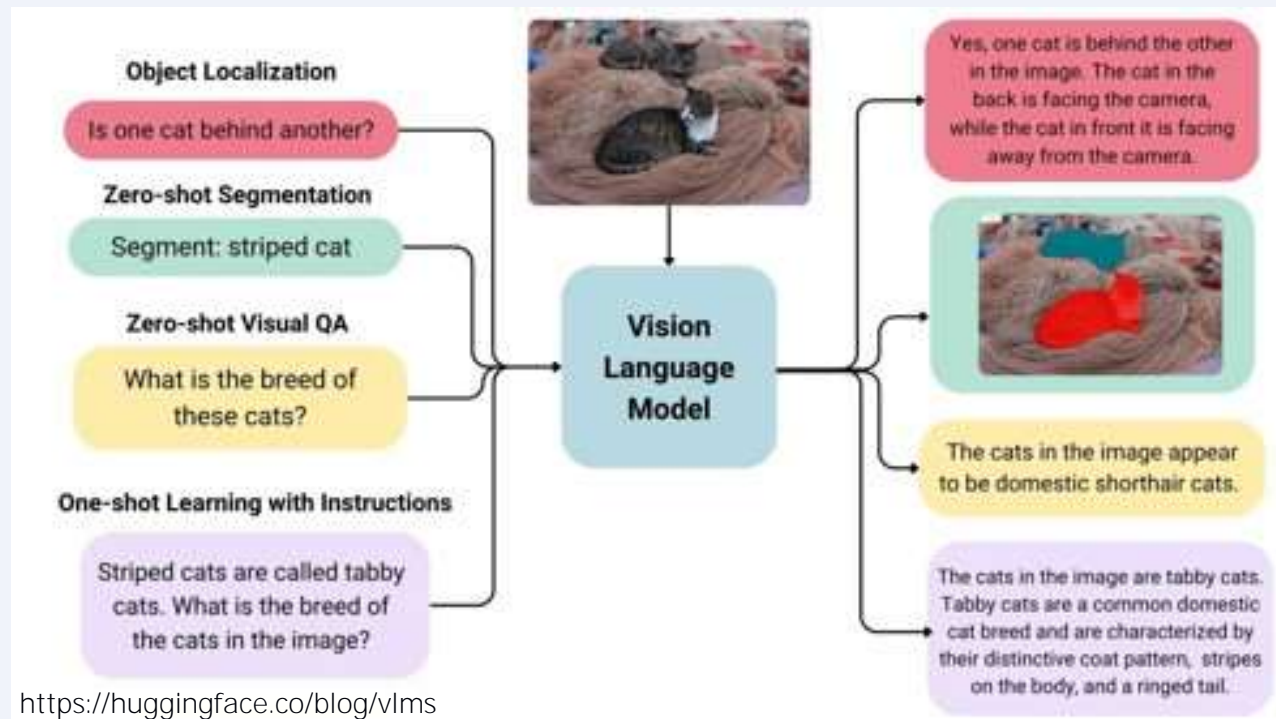 Object Localization
Is one cat behind another?
Zero-shot Segmentation
Segment: striped cat
Zero-shot Visual QA
What is the breed of
these cats?
One-shot Learning with Instructions
Striped cats are called tabby
cats. What is the breed of
the cats in the image?
https://huggingface.co/blog/vlms
Vision
Language
Model
Yes, one cat is behind the other
in the image. The cat in the
back is facing the camera,
while the cat in front it is facing
away from the camera.
The cats in the image appear
to be domestic shorthair cats.
The cats in the image are tabby cats.
Tabby cats are a common domestic
cat breed and are characterized by
their distinctive coat pattern, stripes
on the body, and a ringed tail.